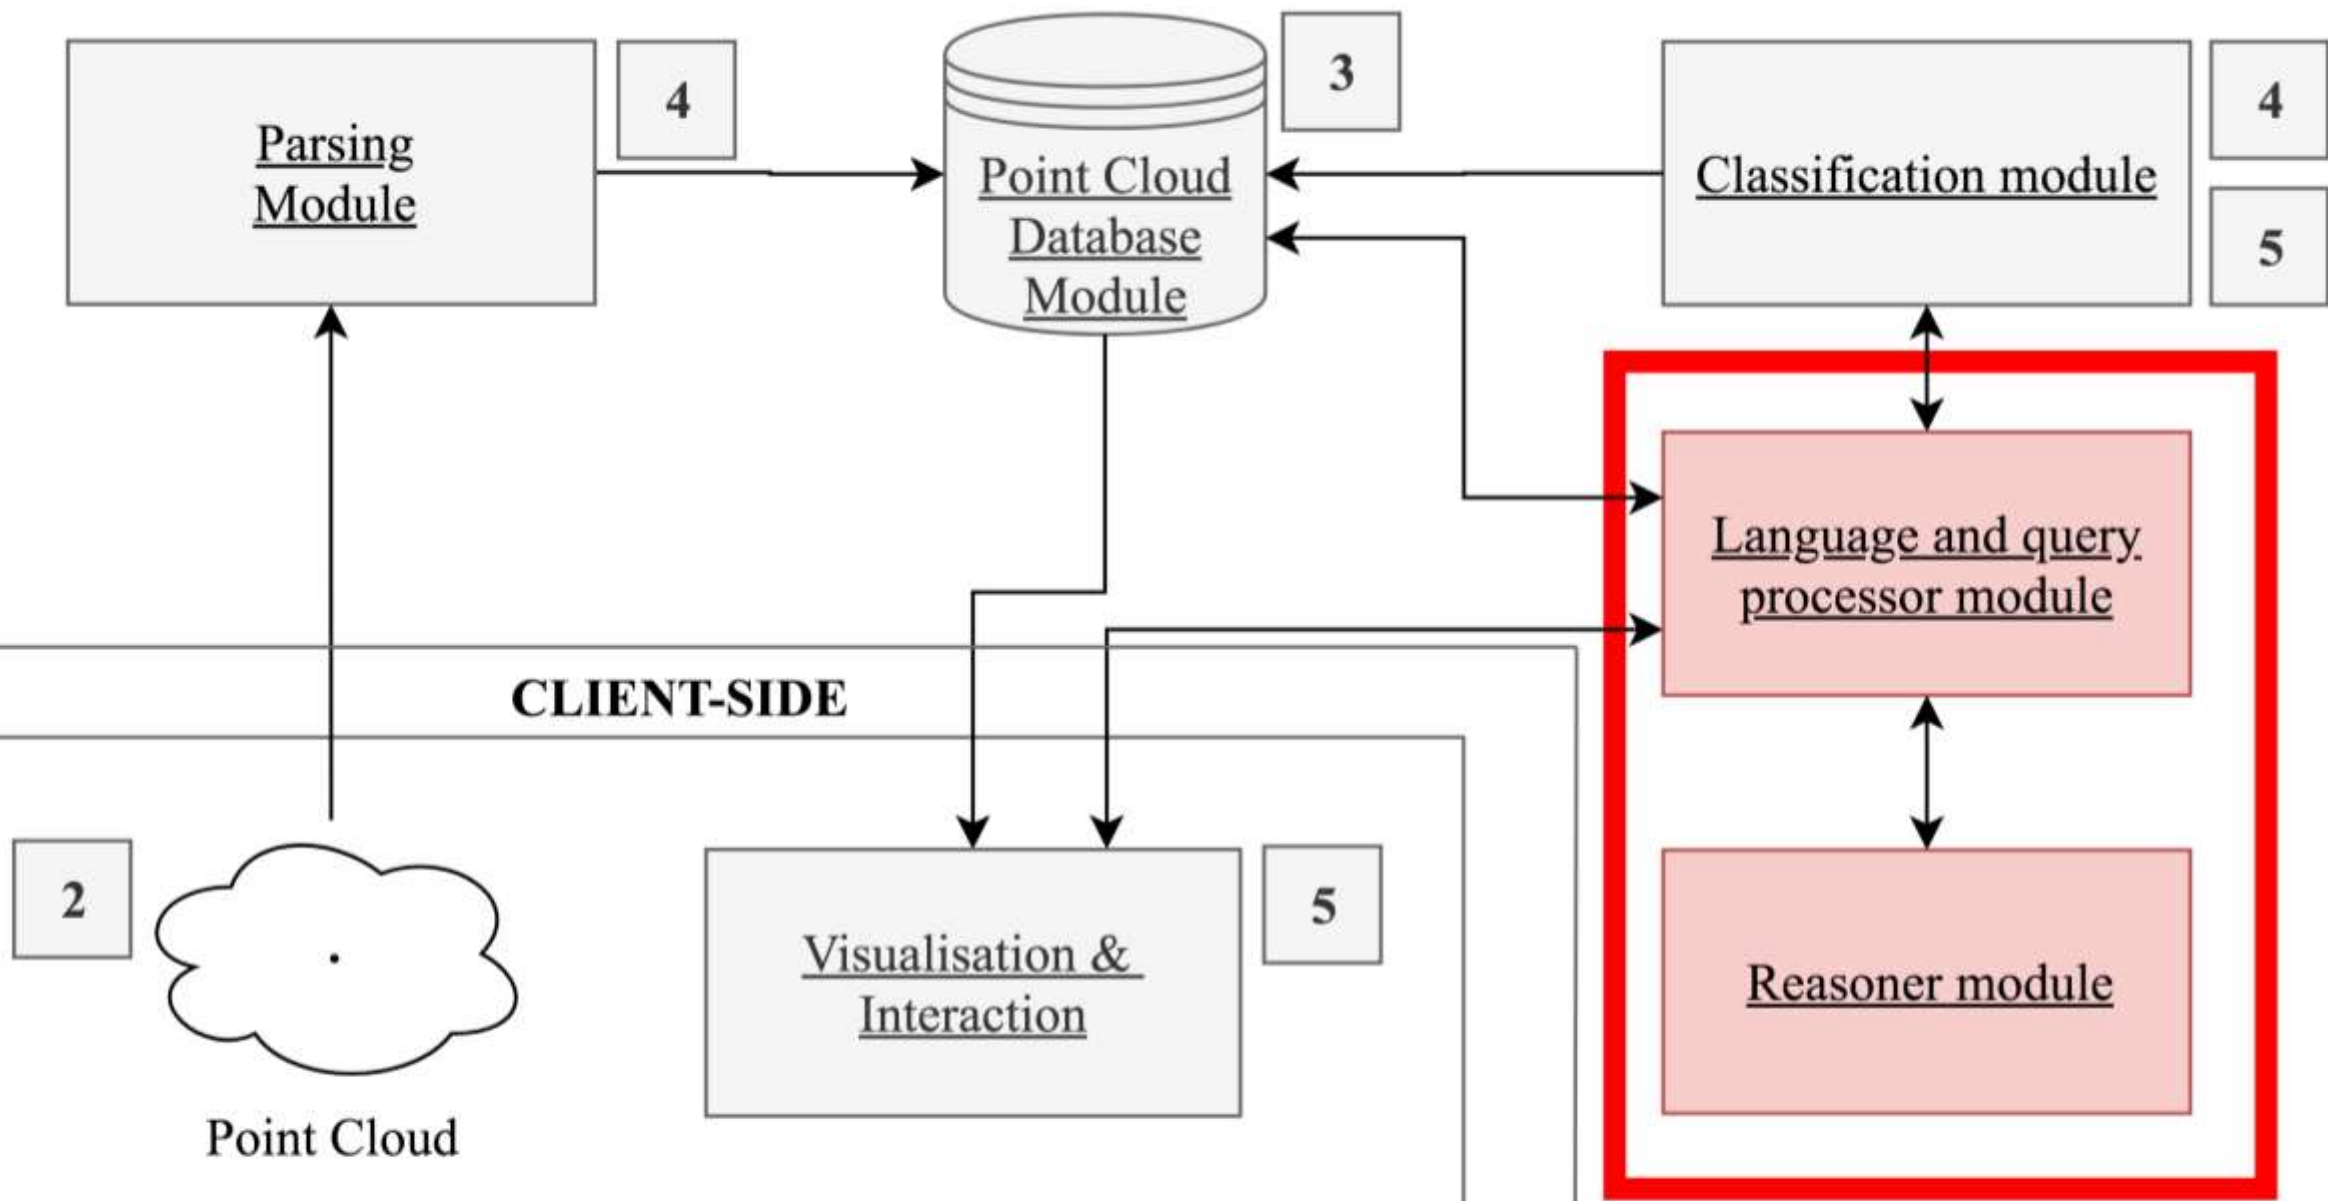 Parsing
Module
4
Point Cloud
Database
Module
3
Classification module
4
5
Language and query
processor module
CLIENT-SIDE
2
Point Cloud
Visualisation &
Interaction
5
Reasoner module